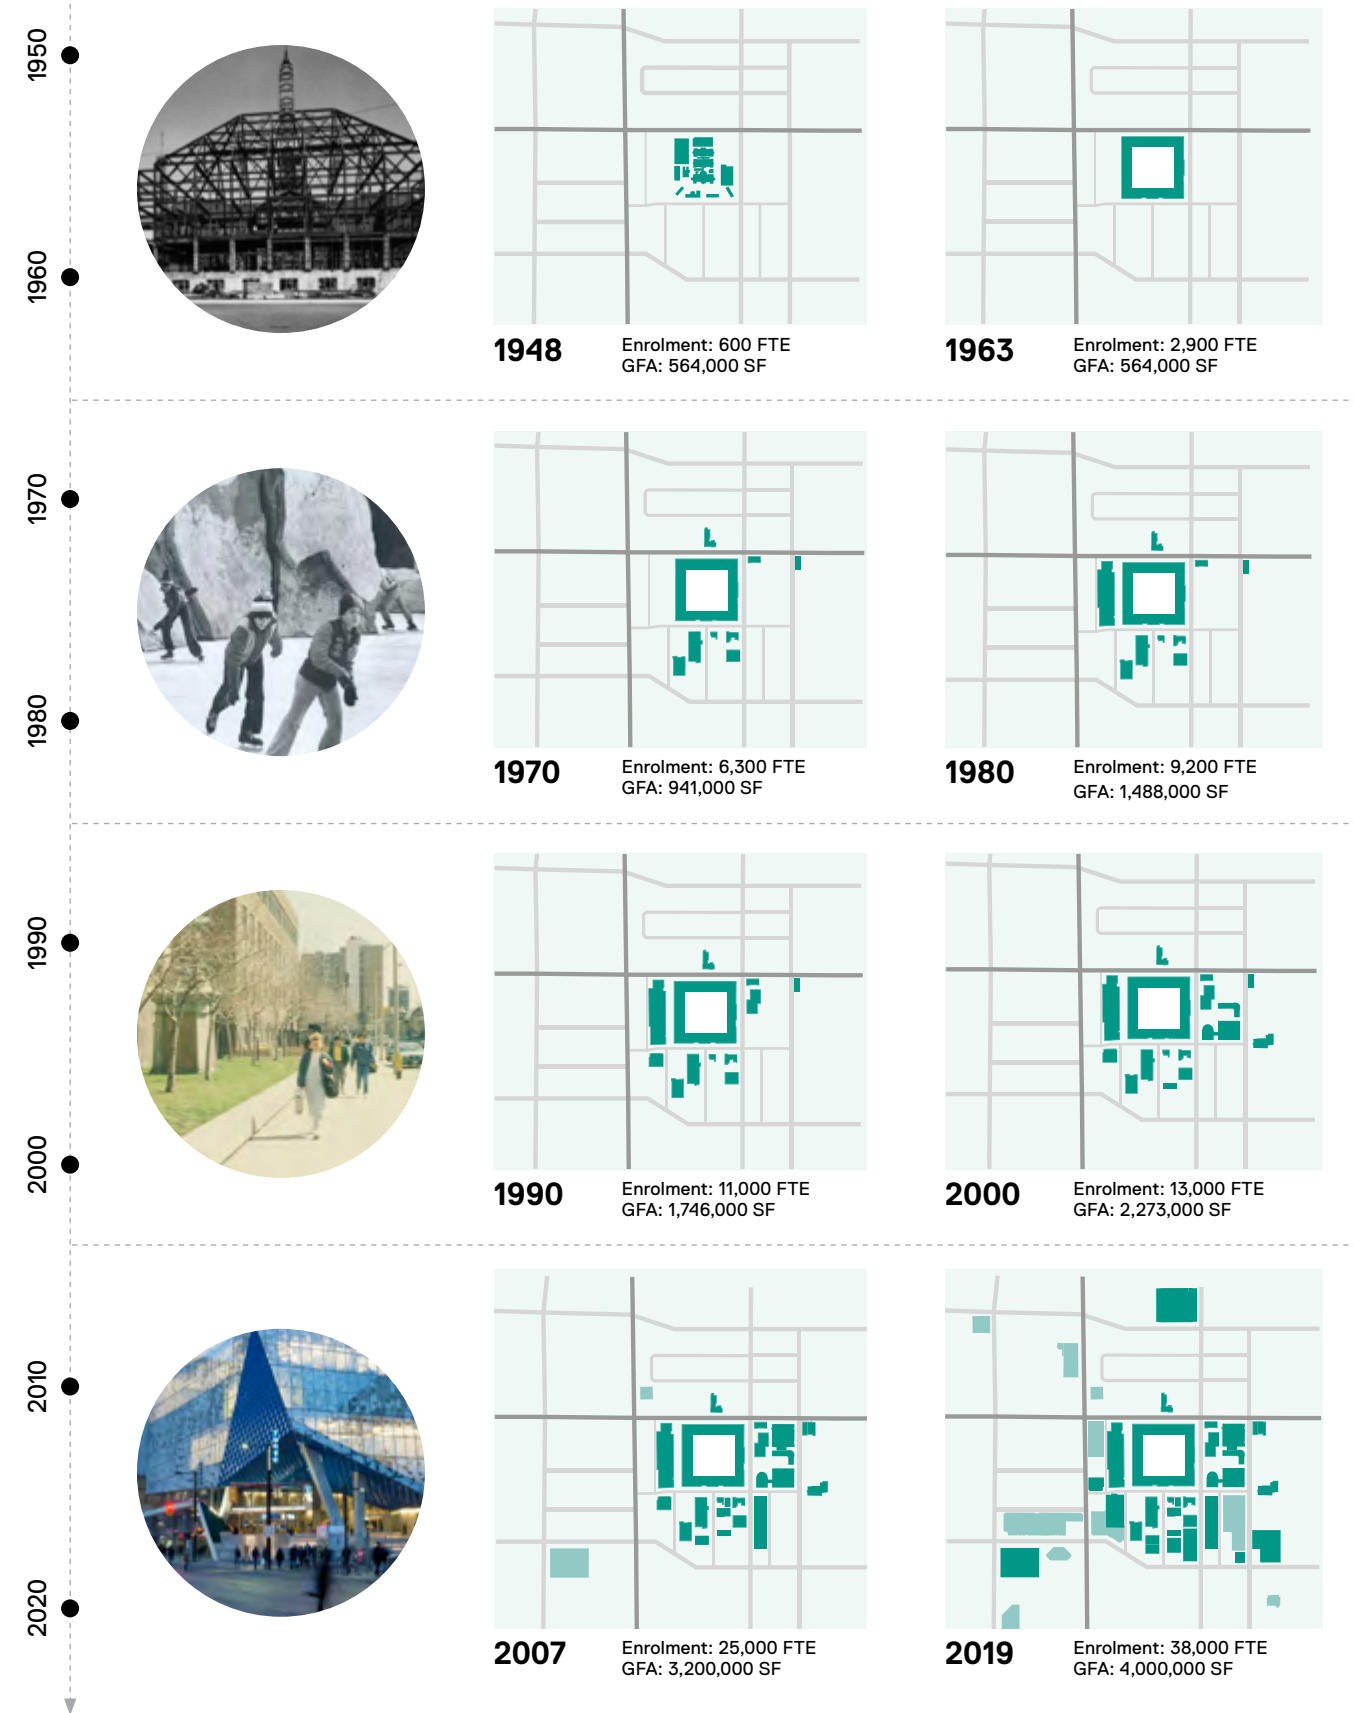 1950
1960
1948
Enrolment: 600 FTE
GFA: 564,000 SF
1963
Enrolment: 2,900 FTE
GFA: 564,000 SF
1970
1980
1970
Enrolment: 6,300 FTE
GFA: 941,000 SF
1980
Enrolment: 9,200 FTE
GFA: 1,488,000 SF
1990
2000
1990
Enrolment: 11,000 FTE
GFA: 1,746,000 SF
2000
Enrolment: 13,000 FTE
GFA: 2,273,000 SF
2010
2020
2007
Enrolment: 25,000 FTE
GFA: 3,200,000 SF
2019
Enrolment: 38,000 FTE
GFA: 4,000,000 SF